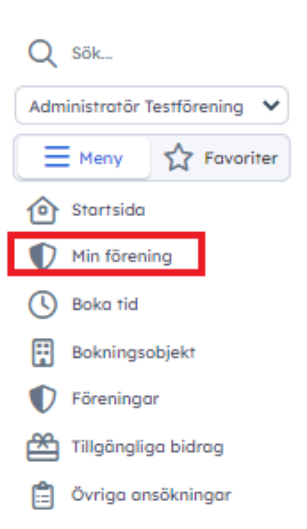 Sök...
Administratör Testförening
Meny Favoriter
Startsida
Min förening
Boka tid
Bokningsobjekt
Föreningar
Tillgängliga bidrag
Övriga ansökningar